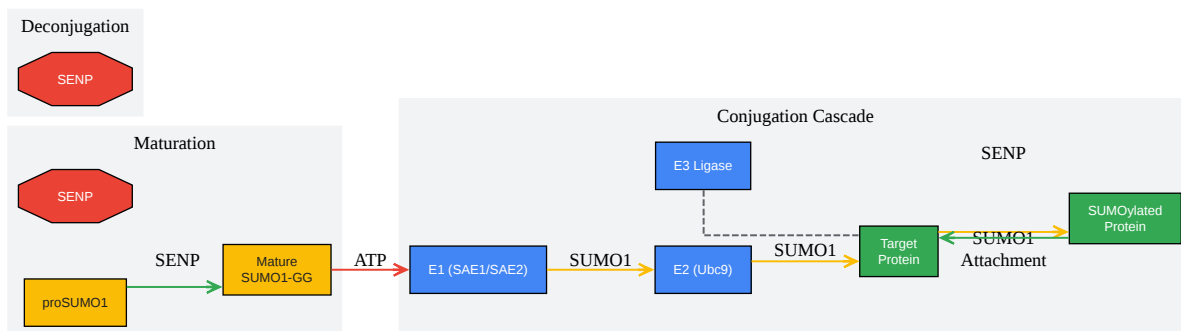 Deconjugation
SENP
Maturation
SENP
SENP
proSUMO1
Mature
SUMO1-GG
ATP
Conjugation Cascade
E3 Ligase
SENP
E1 (SAE1/SAE2)
SUMO1
E2 (Ubc9)
SUMO1
Target
Protein
SUMO1
Attachment
SUMOylated
Protein